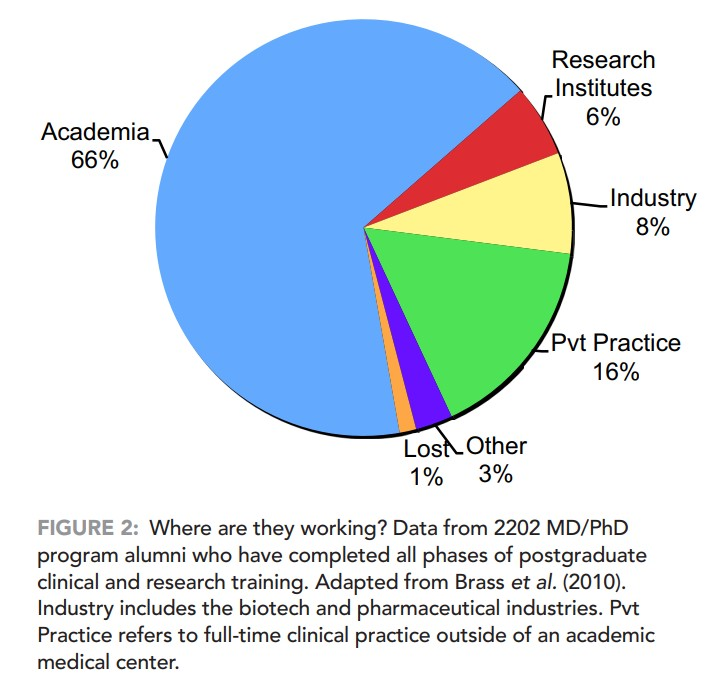 Research
Institutes
6%
Academia
66%
Industry
8%
Pvt Practice
16%
Lost
1%
Other
3%
FIGURE 2: Where are they working? Data from 2202 MD/PhD
program alumni who have completed all phases of postgraduate
clinical and research training. Adapted from Brass et al. (2010).
Industry includes the biotech and pharmaceutical industries. Pvt
Practice refers to full-time clinical practice outside of an academic
medical center.